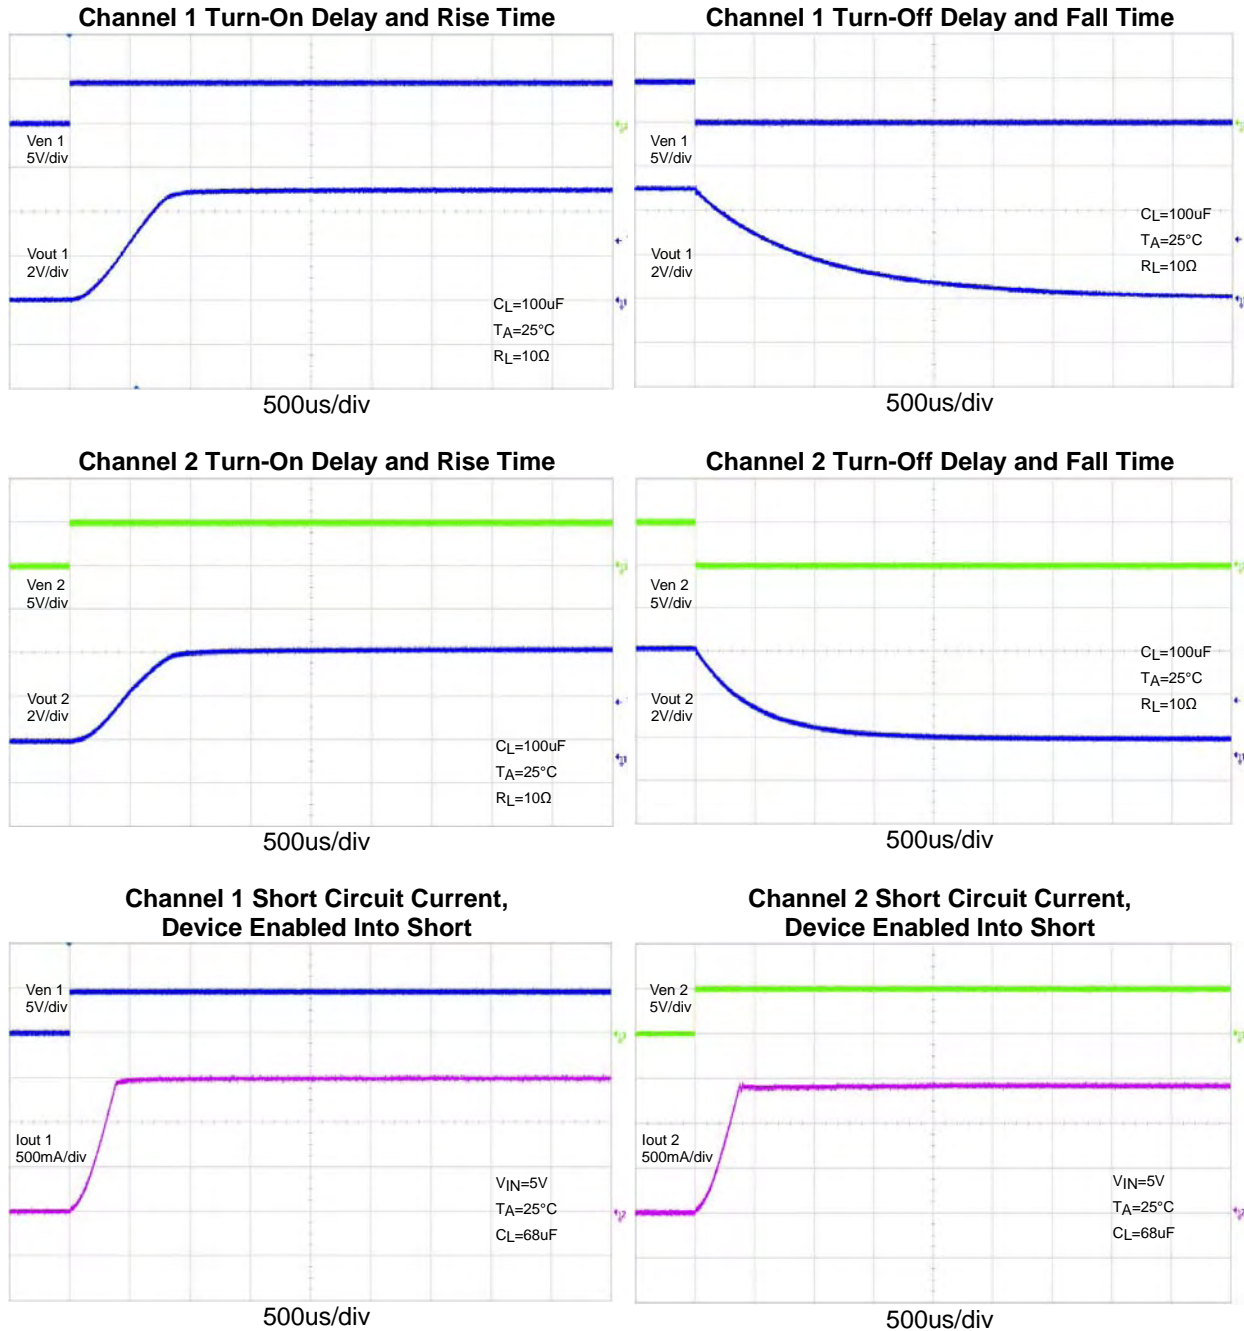 Channel 1 Turn-On Delay and Rise Time
Ven 1
5V/div
Vout 1
2V/div
CL=100uF
TA=25°C
RL=10Ω
500us/div
Channel 1 Turn-Off Delay and Fall Time
Ven 1
5V/div
Vout 1
2V/div
CL=100uF
TA=25°C
RL=10Ω
500us/div
Channel 2 Turn-On Delay and Rise Time
Ven 2
5V/div
Vout 2
2V/div
CL=100uF
TA=25°C
RL=10Ω
500us/div
Channel 2 Turn-Off Delay and Fall Time
Ven 2
5V/div
Vout 2
2V/div
CL=100uF
TA=25°C
RL=10Ω
500us/div
Channel 1 Short Circuit Current,
Device Enabled Into Short
Ven 1
5V/div
Iout 1
500mA/div
VIN=5V
TA=25°C
CL=68uF
500us/div
Channel 2 Short Circuit Current,
Device Enabled Into Short
Ven 2
5V/div
Iout 2
500mA/div
VIN=5V
TA=25°C
CL=68uF
500us/div